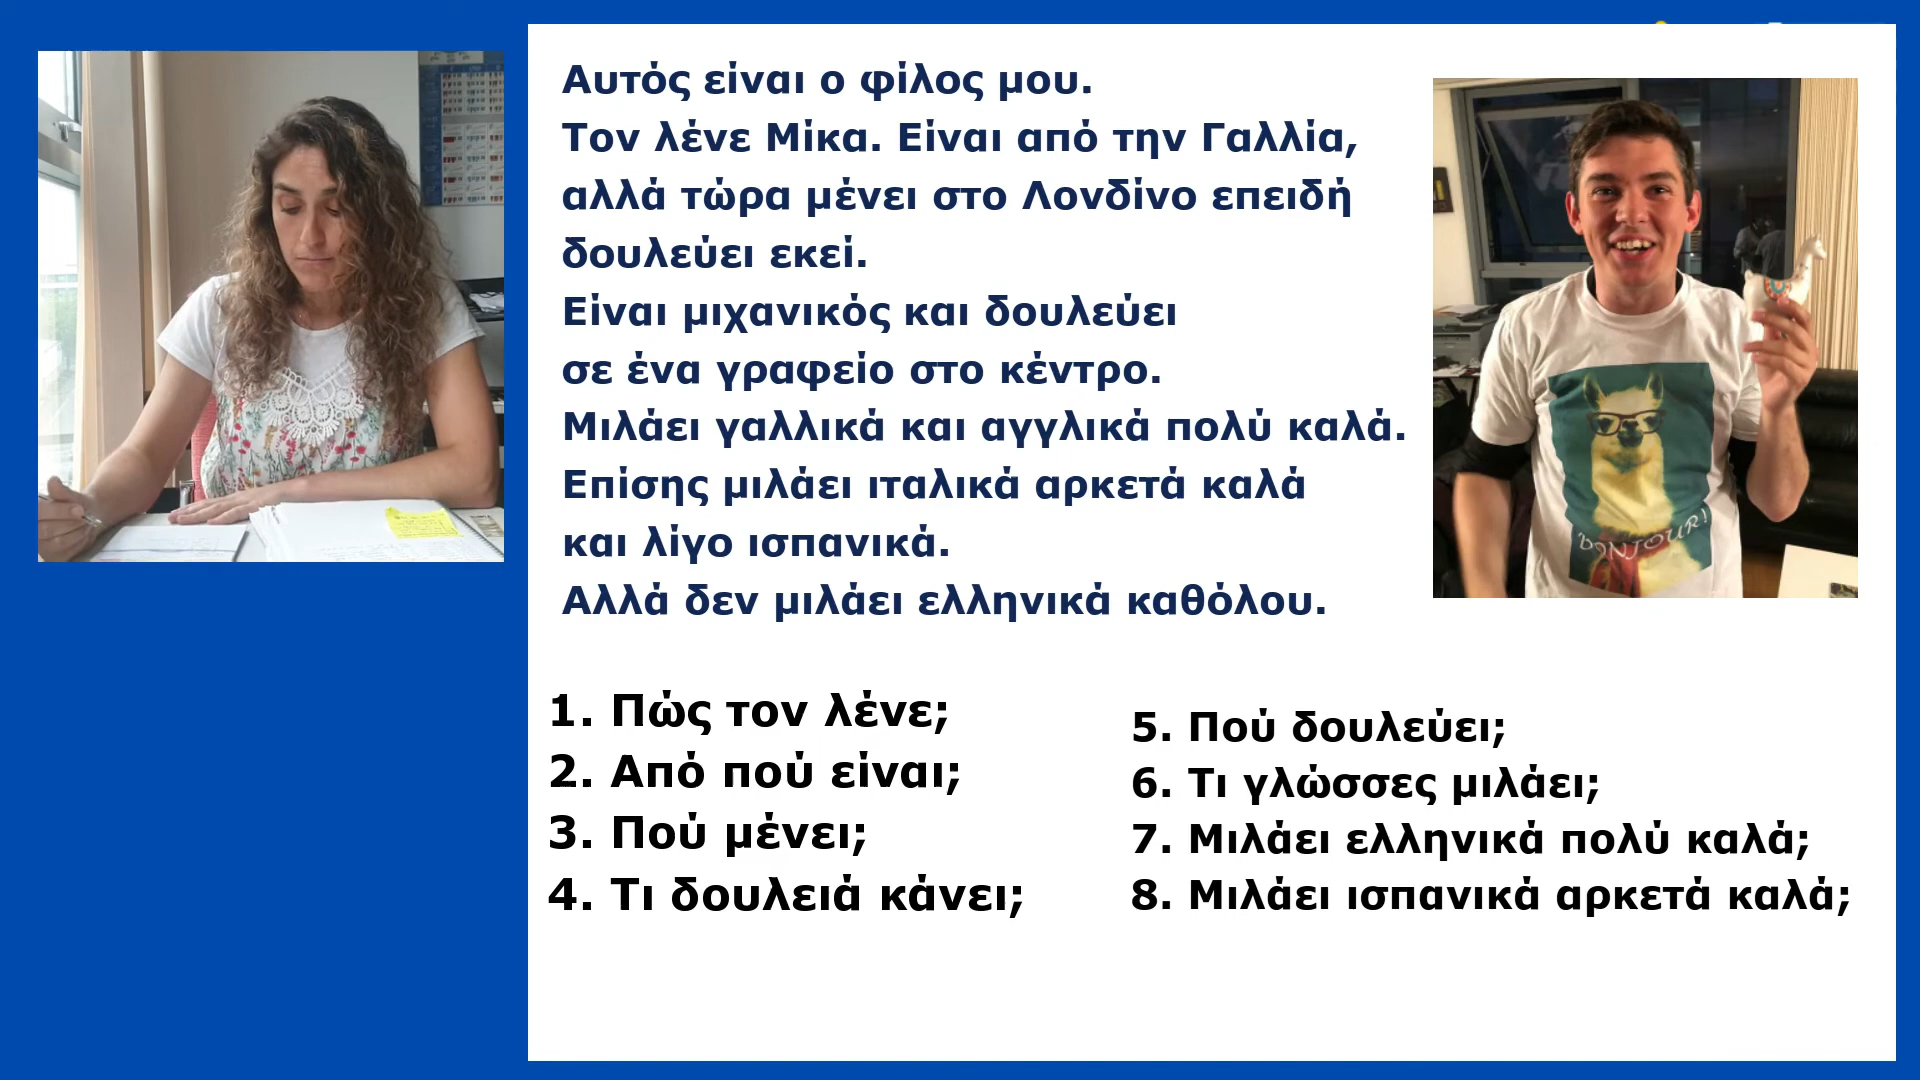 Αυτός είναι ο φίλος μου.
Τον λένε Μίκα. Είναι από την Γαλλία,
αλλά τώρα μένει στο Λονδίνο επειδή
δουλεύει εκεί.
Είναι μιχανικός και δουλεύει
σε ένα γραφείο στο κέντρο.
Μιλάει γαλλικά και αγγλικά πολύ καλά.
Επίσης μιλάει ιταλικά αρκετά καλά
και λίγο ισπανικά.
Αλλά δεν μιλάει ελληνικά καθόλου.
BONJOUR!
1. Πώς τον λένε;
2. Από πού είναι;
3. Πού μένει;
4. Τι δουλειά κάνει;
5. Πού δουλεύει;
6. Τι γλώσσες μιλάει;
7. Μιλάει ελληνικά πολύ καλά;
8. Μιλάει ισπανικά αρκετά καλά;